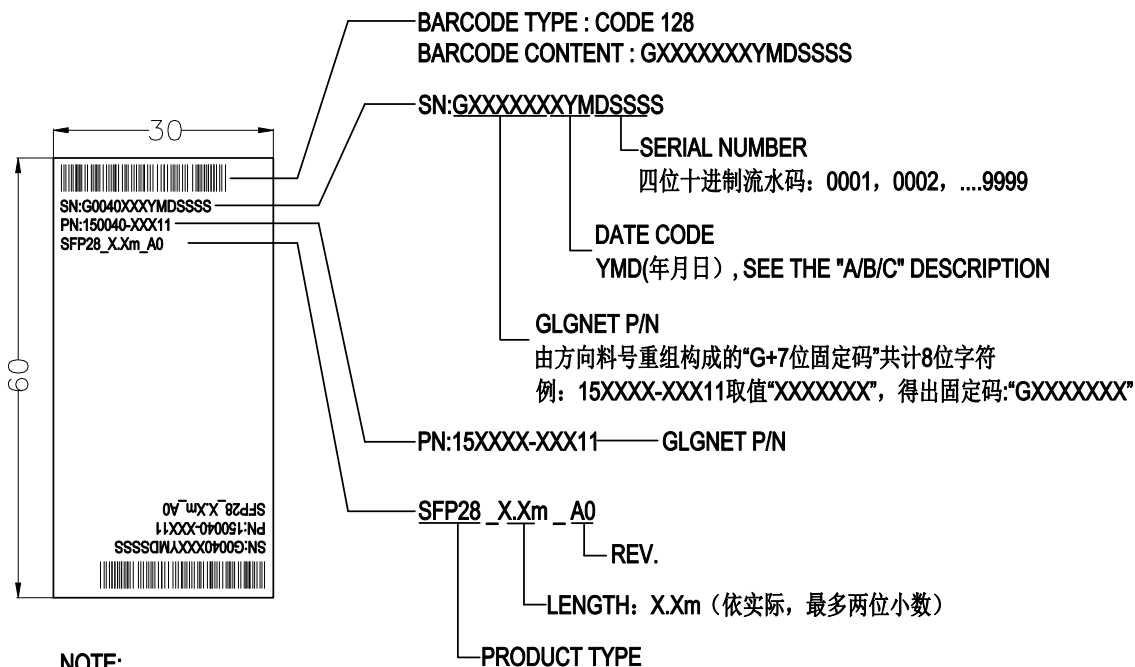 BARCODE TYPE : CODE 128
BARCODE CONTENT : GXXXXXXXYMDSSSS
SN:GXXXXXXXYMDSSSS
SERIAL NUMBER
四位十进制流水码：0001，0002，....9999
DATE CODE
YMD(年月日）, SEE THE "A/B/C" DESCRIPTION
GLGNET P/N
由方向料号重组构成的“G+7位固定码”共计8位字符
例：15XXXX-XXX11取值“XXXXXXX”，得出固定码:“GXXXXXXX”
PN:15XXXX-XXX11
GLGNET P/N
SFP28 _X.Xm _ A0
REV.
LENGTH：X.Xm（依实际，最多两位小数）
PRODUCT TYPE
30
60
SN:G0040XXXYMDSSSS
PN:150040-XXX11
SFP28_X.Xm_A0
SFP28_X.Xm_A0
PN:150040-XXX11
SN:G0040XXXYMDSSSS
NOTE: